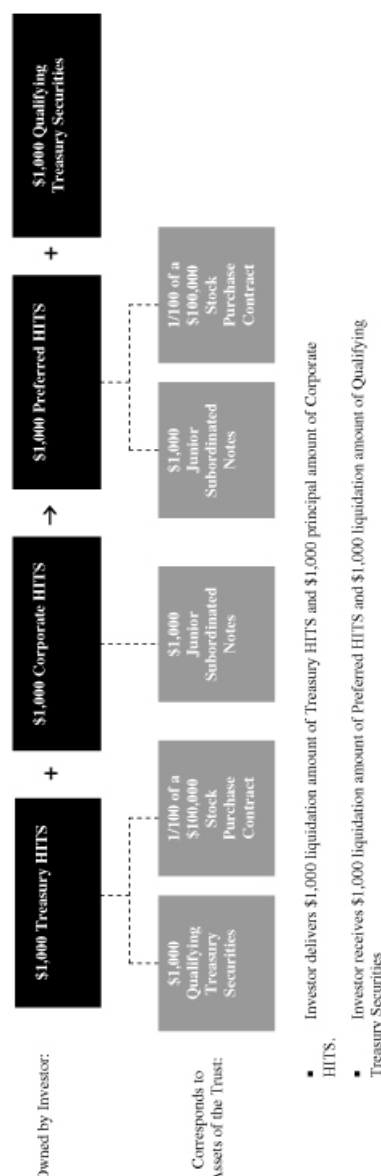 Owned by Investor:
$1,000 Treasury HITS
+
$1,000 Corporate HITS
→
$1,000 Preferred HITS
+
$1,000 Qualifying
Treasury Securities
Corresponds to
Assets of the Trust:
$1,000
Qualifying
Treasury
Securities
1/100 of a
$100,000
Stock
Purchase
Contract
$1,000
Junior
Subordinated
Notes
$1,000
Junior
Subordinated
Notes
1/100 of a
$100,000
Stock
Purchase
Contract
▪ Investor delivers $1,000 liquidation amount of Treasury HITS and $1,000 principal amount of Corporate
HITS.
▪ Investor receives $1,000 liquidation amount of Preferred HITS and $1,000 liquidation amount of Qualifying
Treasury Securities